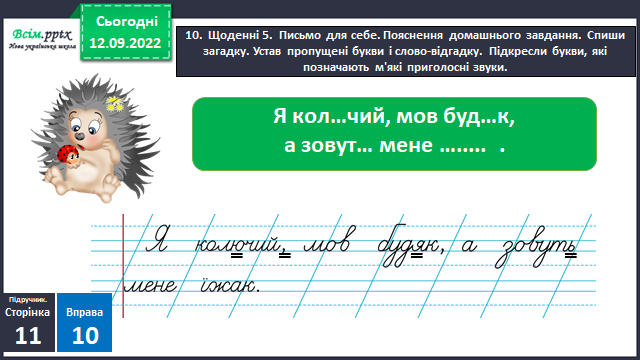 Всім.pptx
Нова українська школа
Сьогодні
12.09.2022
10. Щоденні 5. Письмо для себе. Пояснення домашнього завдання. Спиши
загадку. Устав пропущені букви і слово-відгадку. Підкресли букви, які
позначають м'які приголосні звуки.
Я кол...чий, мов буд...к,
а зовут... мене ........ .
Я колючий, мов будяк, а зовуть
мене їжак.
Підручник.
Сторінка
11
Вправа
10